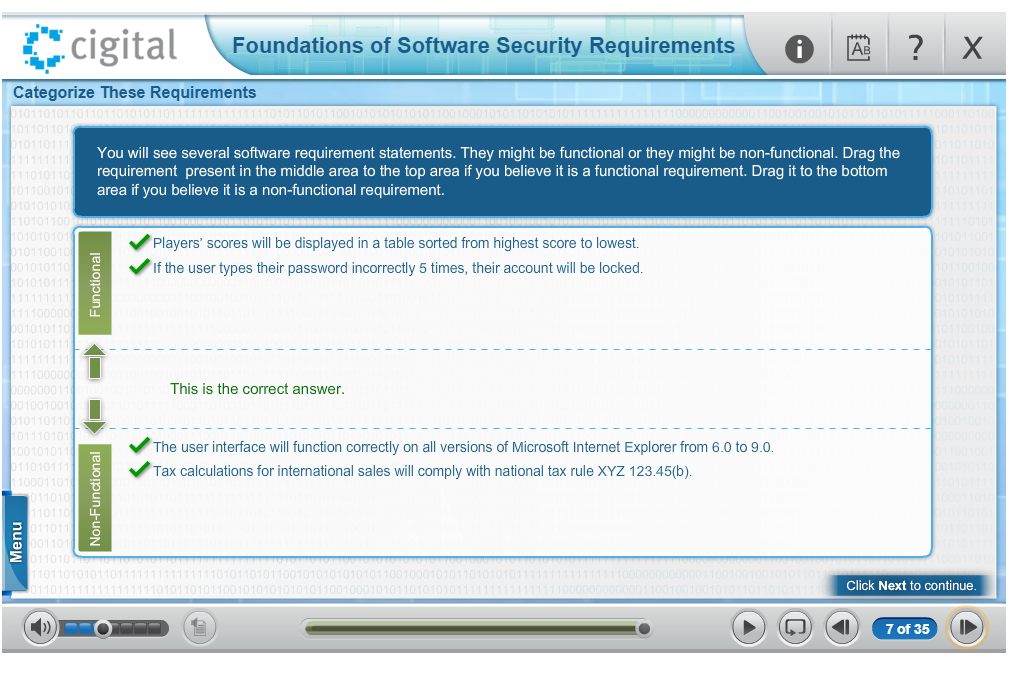 cigital
Foundations of Software Security Requirements
i
AB
?
X
Categorize These Requirements
You will see several software requirement statements. They might be functional or they might be non-functional. Drag the
requirement present in the middle area to the top area if you believe it is a functional requirement. Drag it to the bottom
area if you believe it is a non-functional requirement.
Functional
Players' scores will be displayed in a table sorted from highest score to lowest.
If the user types their password incorrectly 5 times, their account will be locked.
This is the correct answer.
Non-Functional
The user interface will function correctly on all versions of Microsoft Internet Explorer from 6.0 to 9.0.
Tax calculations for international sales will comply with national tax rule XYZ 123.45(b).
Menu
Click Next to continue.
7 of 35